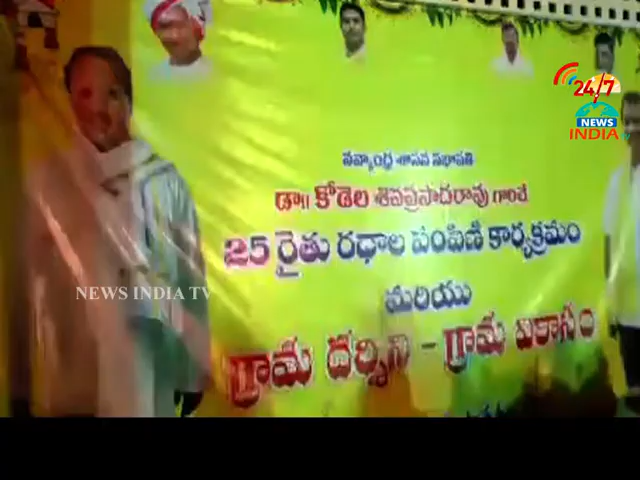 24/7
NEWS
INDIA
నవ్యాంధ్ర శాసన సభాపతి
డా॥ కోడెల శివప్రసాదరావు గారిచే
25 రైతు రధాల పంపిణి కార్యక్రమం
NEWS INDIA TV
మరియు
గ్రామ దర్శిని - గ్రామ వికాసం